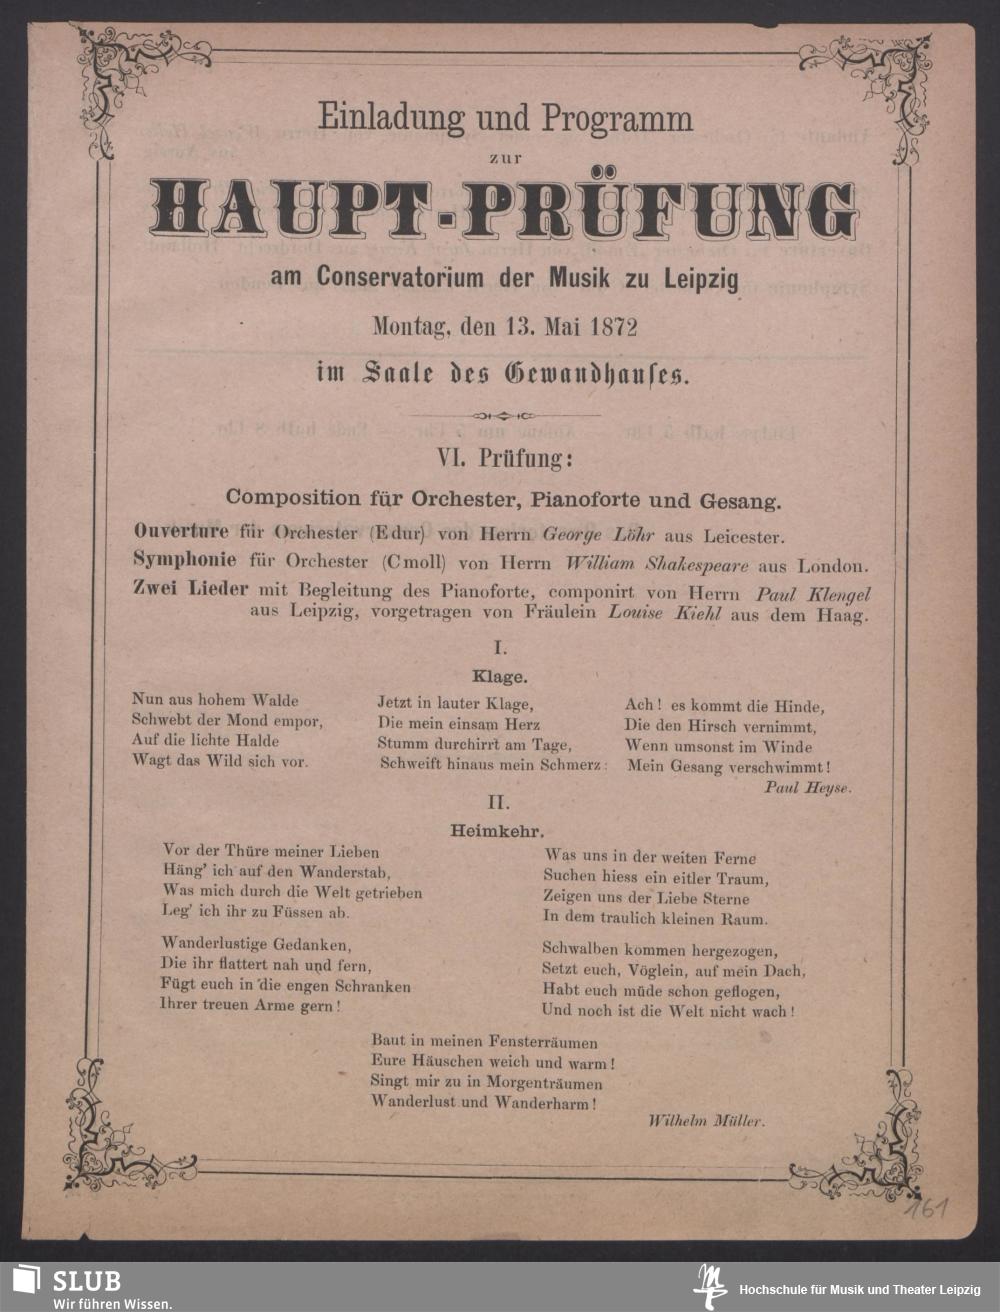 Einladung und Programm
zur
HAUPT-PRÜFUNG
am Conservatorium der Musik zu Leipzig
Montag, den 13. Mai 1872
im Saale des Gewandhauses.
VI. Prüfung:
Composition für Orchester, Pianoforte und Gesang.
Ouverture für Orchester (Edur) von Herrn George Löhr aus Leicester.
Symphonie für Orchester (Cmoll) von Herrn William Shakespeare aus London.
Zwei Lieder mit Begleitung des Pianoforte, componirt von Herrn Paul Klengel
aus Leipzig, vorgetragen von Fräulein Louise Kiehl aus dem Haag.
I.
Klage.
Nun aus hohem Walde
Schwebt der Mond empor,
Auf die lichte Halde
Wagt das Wild sich vor.
Jetzt in lauter Klage,
Die mein einsam Herz
Stumm durchirrt am Tage,
Schweift hinaus mein Schmerz:
Ach! es kommt die Hinde,
Die den Hirsch vernimmt,
Wenn umsonst im Winde
Mein Gesang verschwimmt!
Paul Heyse.
II.
Heimkehr.
Vor der Thüre meiner Lieben
Häng' ich auf den Wanderstab,
Was mich durch die Welt getrieben
Leg' ich ihr zu Füssen ab.
Wanderlustige Gedanken,
Die ihr flattert nah und fern,
Fügt euch in die engen Schranken
Ihrer treuen Arme gern!
Was uns in der weiten Ferne
Suchen hiess ein eitler Traum,
Zeigen uns der Liebe Sterne
In dem traulich kleinen Raum.
Schwalben kommen hergezogen,
Setzt euch, Vöglein, auf mein Dach,
Habt euch müde schon geflogen,
Und noch ist die Welt nicht wach!
Baut in meinen Fensterräumen
Eure Häuschen weich und warm!
Singt mir zu in Morgenträumen
Wanderlust und Wanderharm!
Wilhelm Müller.
161
SLUB
Wir führen Wissen.
Hochschule für Musik und Theater Leipzig